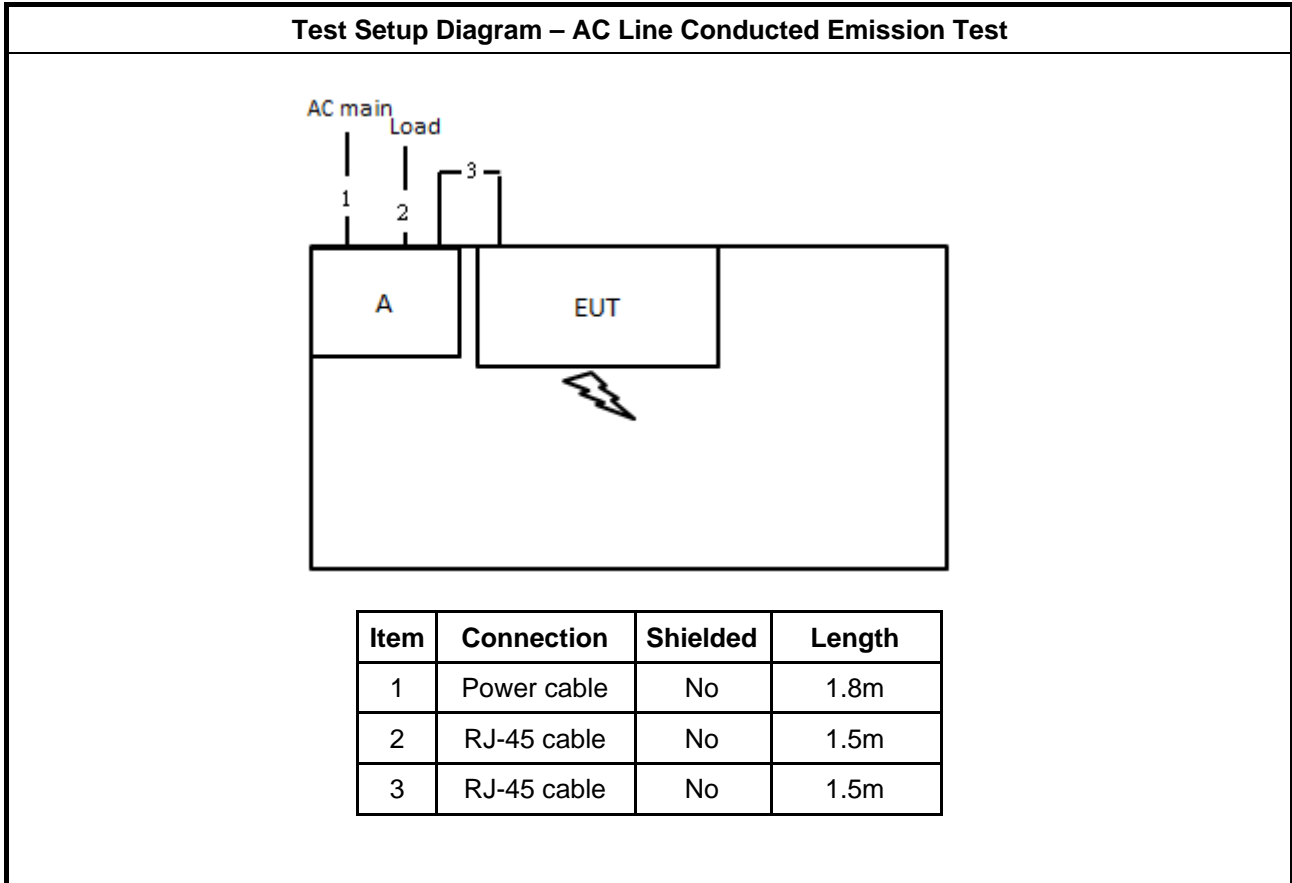 Test Setup Diagram – AC Line Conducted Emission Test
AC main
Load
3
1
2
A
EUT
Item Connection Shielded Length
1 Power cable No 1.8m
2 RJ-45 cable No 1.5m
3 RJ-45 cable No 1.5m